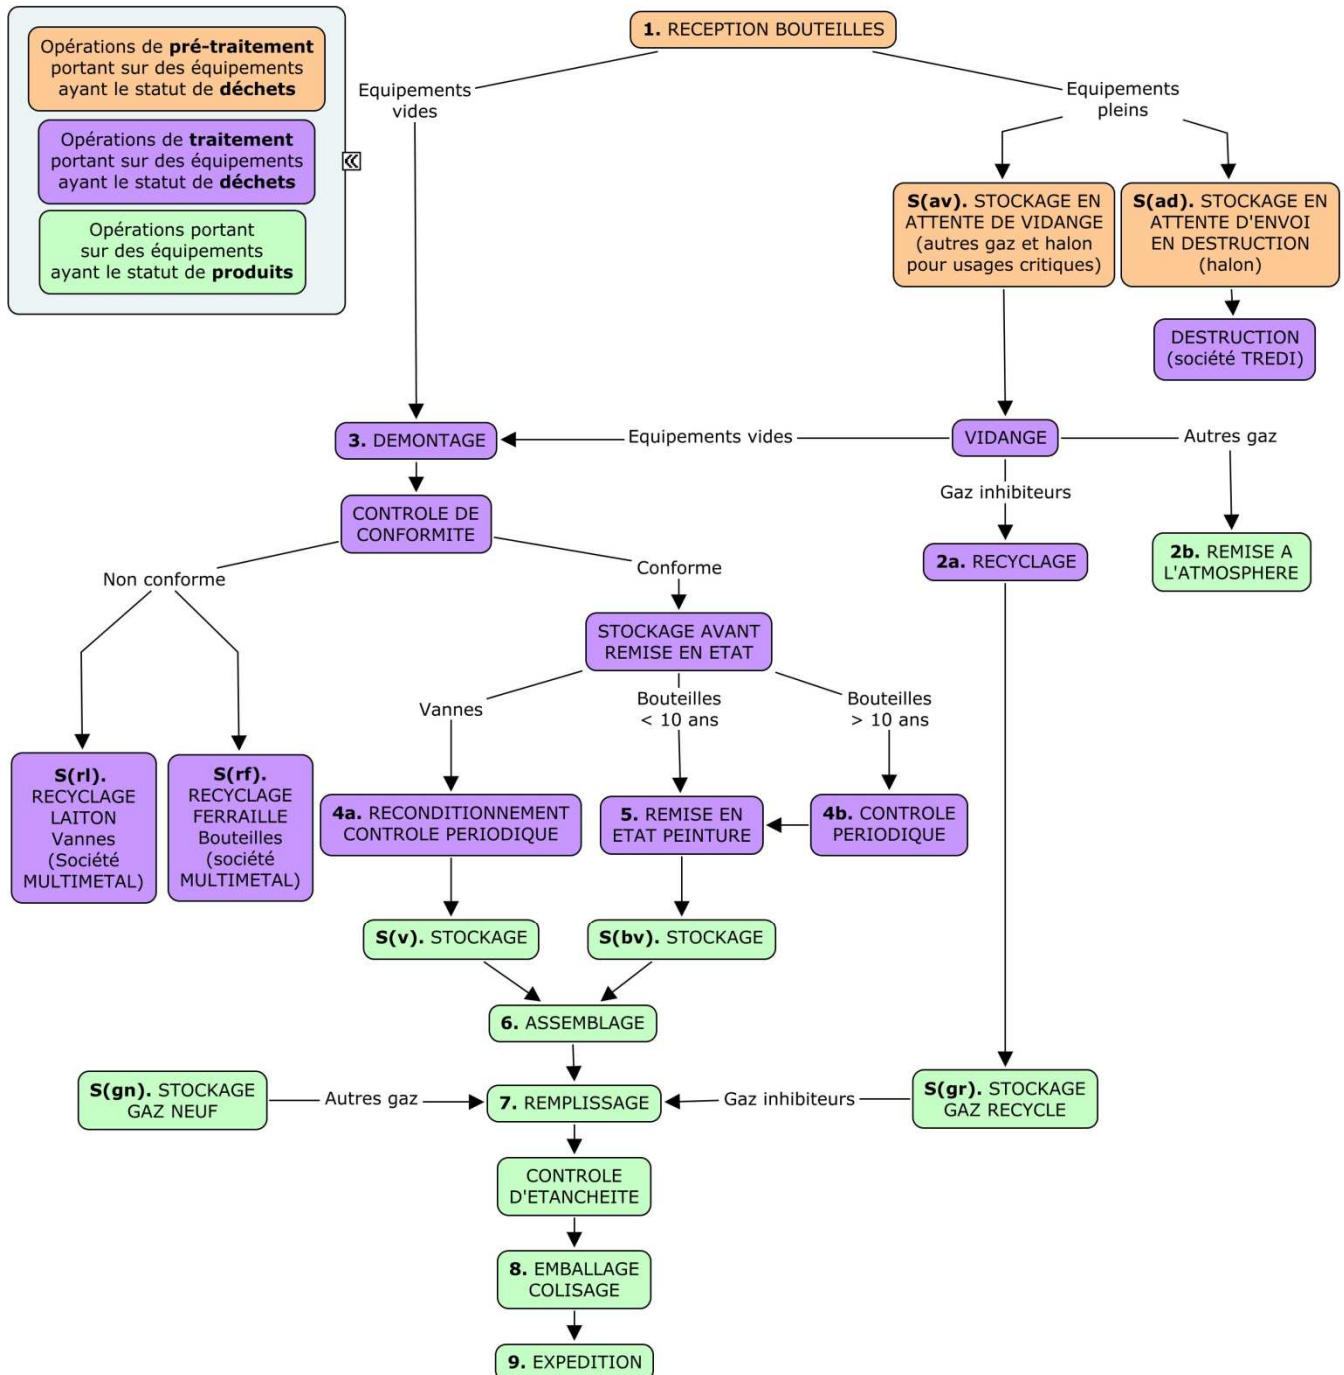 Opérations de pré-traitement
portant sur des équipements
ayant le statut de déchets
Opérations de traitement
portant sur des équipements
ayant le statut de déchets
Opérations portant
sur des équipements
ayant le statut de produits
1. RECEPTION BOUTEILLES
Equipements
vides
Equipements
pleins
S(av). STOCKAGE EN
ATTENTE DE VIDANGE
(autres gaz et halon
pour usages critiques)
S(ad). STOCKAGE EN
ATTENTE D'ENVOI
EN DESTRUCTION
(halon)
DESTRUCTION
(société TREDI)
3. DEMONTAGE
Equipements vides
VIDANGE
Autres gaz
Gaz inhibiteurs
CONTROLE DE
CONFORMITE
2a. RECYCLAGE
2b. REMISE A
L'ATMOSPHERE
Non conforme
Conforme
STOCKAGE AVANT
REMISE EN ETAT
Vannes
Bouteilles
< 10 ans
Bouteilles
> 10 ans
S(rl).
RECYCLAGE
LAITON
Vannes
(Société
MULTIMETAL)
S(rf).
RECYCLAGE
FERRAILLE
Bouteilles
(société
MULTIMETAL)
4a. RECONDITIONNEMENT
CONTROLE PERIODIQUE
5. REMISE EN
ETAT PEINTURE
4b. CONTROLE
PERIODIQUE
S(v). STOCKAGE
S(bv). STOCKAGE
6. ASSEMBLAGE
S(gn). STOCKAGE
GAZ NEUF
Autres gaz
7. REMPLISSAGE
Gaz inhibiteurs
S(gr). STOCKAGE
GAZ RECYCLE
CONTROLE
D'ETANCHEITE
8. EMBALLAGE
COLISAGE
9. EXPEDITION